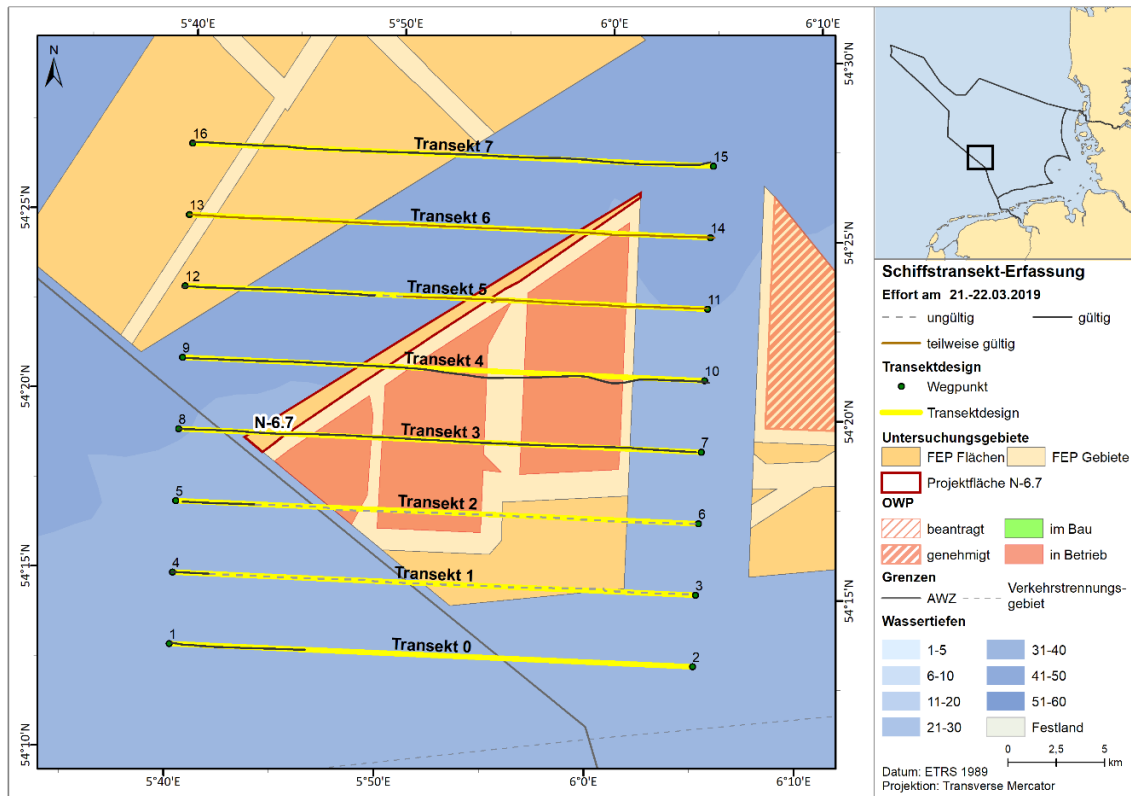 5°40'E
5°50'E
6°0'E
6°10'E
N
54°30'N
54°25'N
54°20'N
54°15'N
54°10'N
54°25'N
54°20'N
54°15'N
16
Transekt 7
15
13
Transekt 6
14
12
Transekt 5
11
9
Transekt 4
10
N-6.7
8
Transekt 3
7
5
Transekt 2
6
4
Transekt 1
3
1
Transekt 0
2
5°40'E
5°50'E
6°0'E
6°10'E
Schiffstransekt-Erfassung
Effort am 21.-22.03.2019
ungültig
gültig
teilweise gültig
Transektdesign
Wegpunkt
Transektdesign
Untersuchungsgebiete
FEP Flächen
FEP Gebiete
Projektfläche N-6.7
OWP
beantragt
im Bau
genehmigt
in Betrieb
Grenzen
AWZ
Verkehrstrennungs-
gebiet
Wassertiefen
1-5
31-40
6-10
41-50
11-20
51-60
21-30
Festland
0 2,5 5
km
Datum: ETRS 1989
Projektion: Transverse Mercator